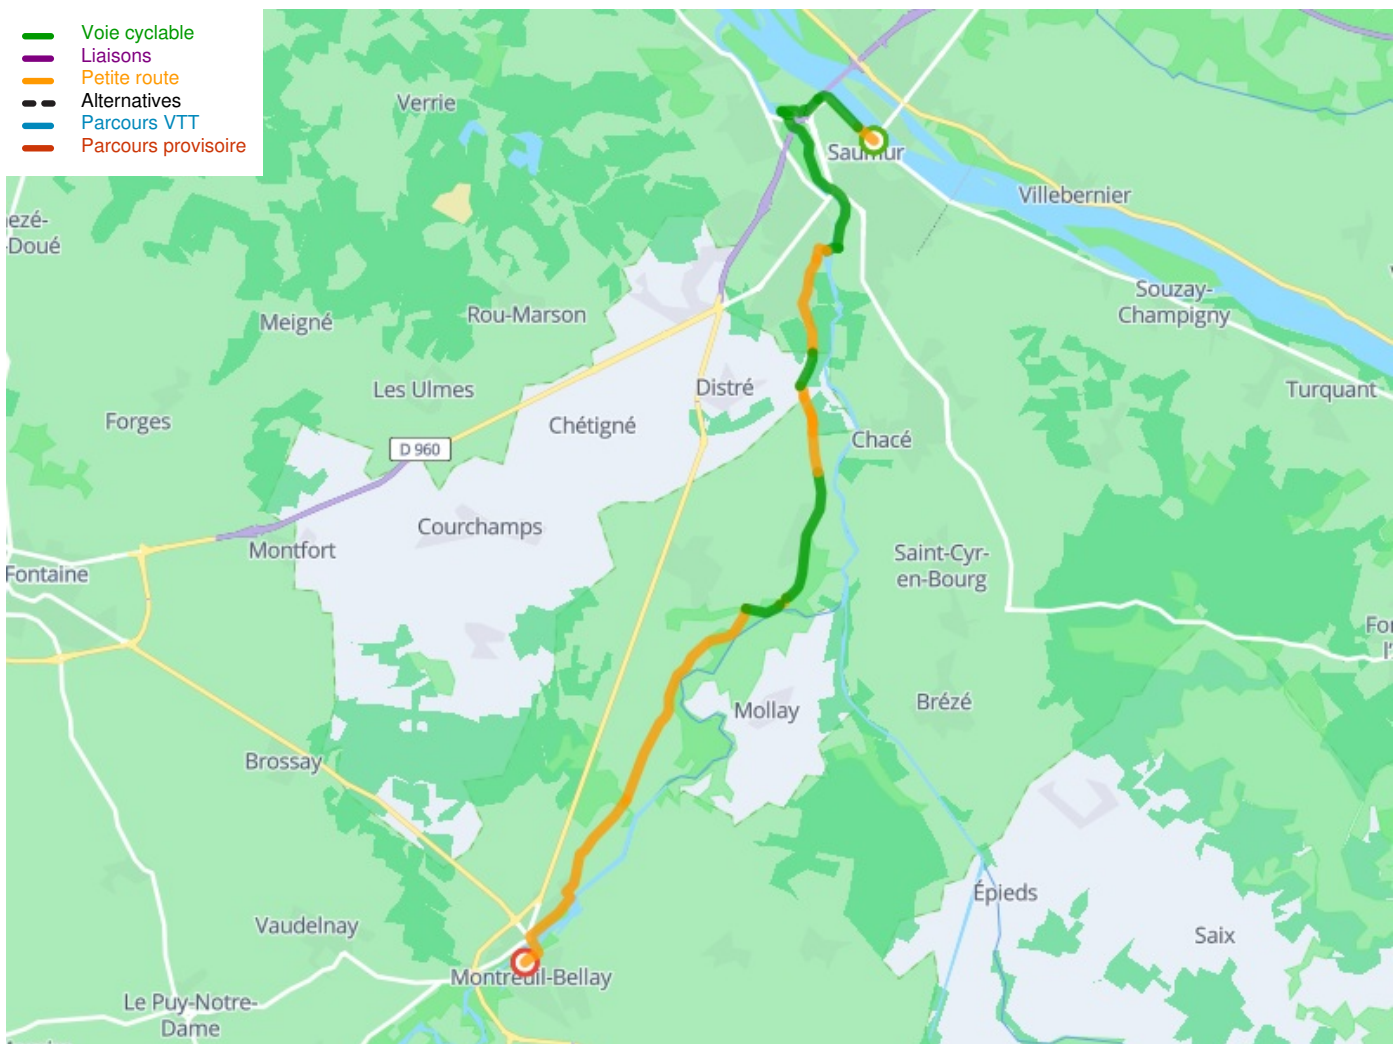 Voie cyclable
Liaisons
Petite route
Alternatives
Parcours VTT
Parcours provisoire
Verrie
Saumur
Villebernier
ezé-
-Doué
Souzay-
Champigny
Meigné
Rou-Marson
Les Ulmes
Distré
Turquant
Forges
Chétigné
Chacé
D 960
Courchamps
Montfort
Saint-Cyr-
en-Bourg
Fontaine
For
l'
Mollay
Brézé
Brossay
Épieds
Vaudelnay
Saix
Montreuil-Bellay
Le Puy-Notre-
Dame